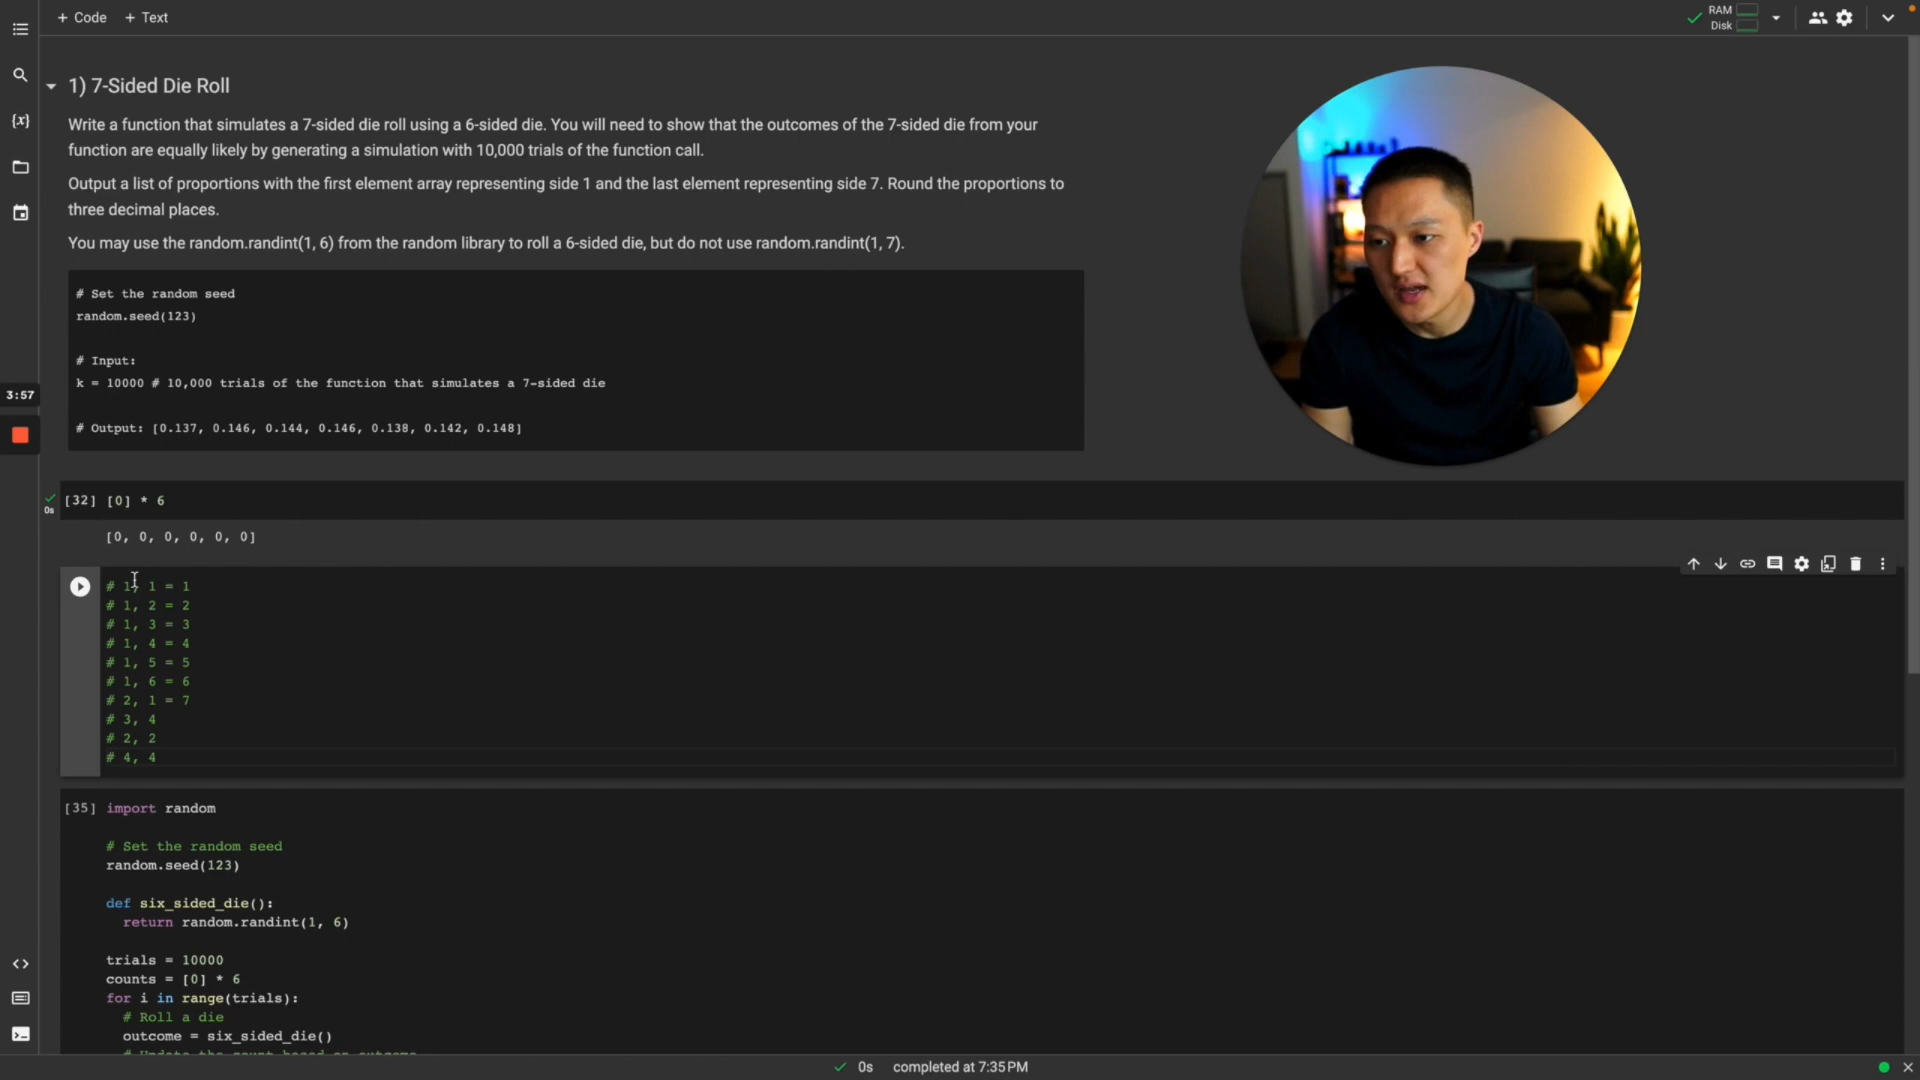 + Code + Text
RAM
Disk
1) 7-Sided Die Roll
Write a function that simulates a 7-sided die roll using a 6-sided die. You will need to show that the outcomes of the 7-sided die from your
function are equally likely by generating a simulation with 10,000 trials of the function call.
Output a list of proportions with the first element array representing side 1 and the last element representing side 7. Round the proportions to
three decimal places.
You may use the random.randint(1, 6) from the random library to roll a 6-sided die, but do not use random.randint(1, 7).
# Set the random seed
random.seed(123)
# Input:
k = 10000 # 10,000 trials of the function that simulates a 7-sided die
3:57
# Output: [0.137, 0.146, 0.144, 0.146, 0.138, 0.142, 0.148]
[32] [0] * 6
0s
[0, 0, 0, 0, 0, 0]
# 1, 1 = 1
# 1, 2 = 2
# 1, 3 = 3
# 1, 4 = 4
# 1, 5 = 5
# 1, 6 = 6
# 2, 1 = 7
# 3, 4
# 2, 2
# 4, 4
[35] import random
# Set the random seed
random.seed(123)
def six_sided_die():
return random.randint(1, 6)
trials = 10000
counts = [0] * 6
for i in range(trials):
# Roll a die
outcome = six_sided_die()
# Update the count based on outcome
0s completed at 7:35 PM